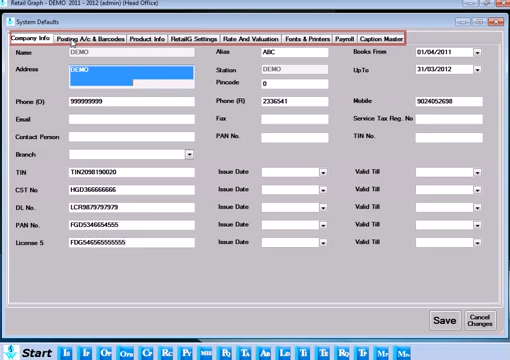 Retail Graph - DEMO 2011 - 2012 (admin) (Head Office)
System Defaults
Company Info Posting A/c & Barcodes Product Info RetailG Settings Rate And Valuation Fonts & Printers Payroll Caption Master
Name DEMO Alias ABC Books From 01/04/2011
Address DEMO Station DEMO UpTo 31/03/2012
Pincode 0
Phone (O) 999999999 Phone (R) 2336541 Mobile 9024052698
Email Fax Service Tax Reg. No
Contact Person PAN No. TIN No.
Branch
TIN TIN2098190020 Issue Date Valid Till
CST No HGD366666666 Issue Date Valid Till
DL No. LCR9879797979 Issue Date Valid Till
PAN No. FGD5346654555 Issue Date Valid Till
License 5 FDG546565555555 Issue Date Valid Till
Save Cancel
Changes
Start